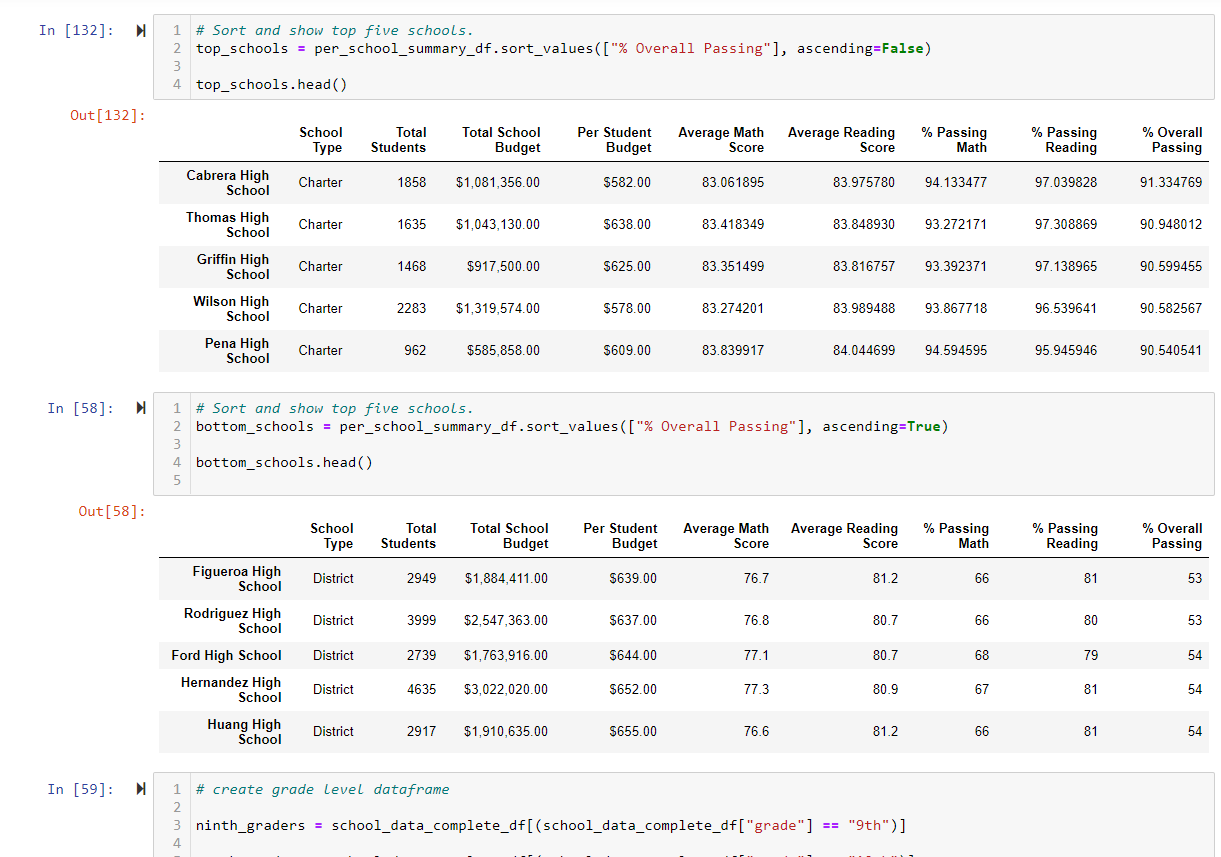 In [132]:
1 # Sort and show top five schools.
2 top_schools = per_school_summary_df.sort_values(["% Overall Passing"], ascending=False)
3
4 top_schools.head()
Out[132]:
School Type Total Students Total School Budget Per Student Budget Average Math Score Average Reading Score % Passing Math % Passing Reading % Overall Passing
Cabrera High School Charter 1858 $1,081,356.00 $582.00 83.061895 83.975780 94.133477 97.039828 91.334769
Thomas High School Charter 1635 $1,043,130.00 $638.00 83.418349 83.848930 93.272171 97.308869 90.948012
Griffin High School Charter 1468 $917,500.00 $625.00 83.351499 83.816757 93.392371 97.138965 90.599455
Wilson High School Charter 2283 $1,319,574.00 $578.00 83.274201 83.989488 93.867718 96.539641 90.582567
Pena High School Charter 962 $585,858.00 $609.00 83.839917 84.044699 94.594595 95.945946 90.540541
In [58]:
1 # Sort and show top five schools.
2 bottom_schools = per_school_summary_df.sort_values(["% Overall Passing"], ascending=True)
3
4 bottom_schools.head()
5
Out[58]:
School Type Total Students Total School Budget Per Student Budget Average Math Score Average Reading Score % Passing Math % Passing Reading % Overall Passing
Figueroa High School District 2949 $1,884,411.00 $639.00 76.7 81.2 66 81 53
Rodriguez High School District 3999 $2,547,363.00 $637.00 76.8 80.7 66 80 53
Ford High School District 2739 $1,763,916.00 $644.00 77.1 80.7 68 79 54
Hernandez High School District 4635 $3,022,020.00 $652.00 77.3 80.9 67 81 54
Huang High School District 2917 $1,910,635.00 $655.00 76.6 81.2 66 81 54
In [59]:
1 # create grade level dataframe
2
3 ninth_graders = school_data_complete_df[(school_data_complete_df["grade"] == "9th")]
4